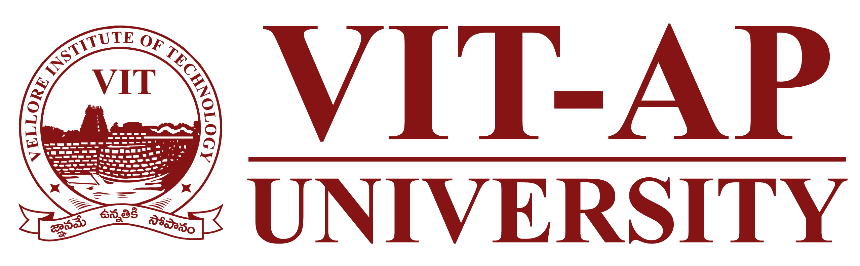 VELLORE INSTITUTE OF TECHNOLOGY
VIT
జ్ఞానమే ఉన్నతికి సోపానం
VIT-AP
UNIVERSITY